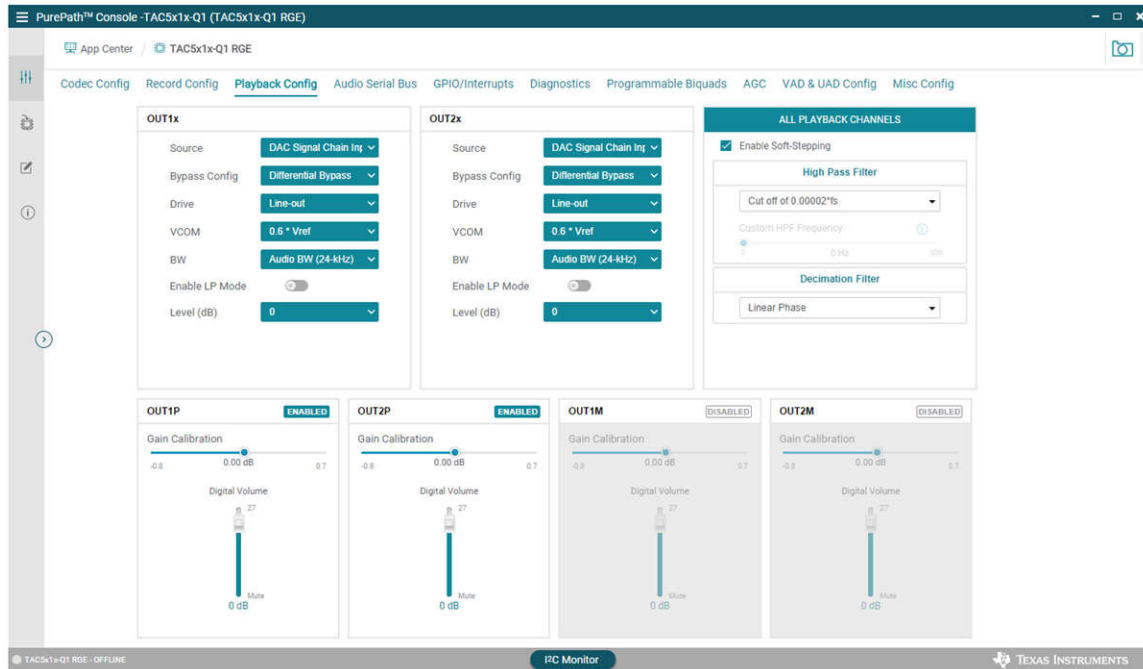 PurePath™ Console -TAC5x1x-Q1 (TAC5x1x-Q1 RGE)
App Center / TAC5x1x-Q1 RGE
Codec Config Record Config Playback Config Audio Serial Bus GPIO/Interrupts Diagnostics Programmable Biquads AGC VAD & UAD Config Misc Config
OUT1x
Source DAC Signal Chain Inp
Bypass Config Differential Bypass
Drive Line-out
VCOM 0.6 * Vref
BW Audio BW (24-kHz)
Enable LP Mode
Level (dB) 0
OUT2x
Source DAC Signal Chain Inp
Bypass Config Differential Bypass
Drive Line-out
VCOM 0.6 * Vref
BW Audio BW (24-kHz)
Enable LP Mode
Level (dB) 0
ALL PLAYBACK CHANNELS
Enable Soft-Stepping
High Pass Filter
Cut off of 0.00002*fs
Custom HPF Frequency
0 0 Hz
Decimation Filter
Linear Phase
OUT1P ENABLED
Gain Calibration
-0.8 0.00 dB 0.7
Digital Volume
27
Mute
0 dB
OUT2P ENABLED
Gain Calibration
-0.8 0.00 dB 0.7
Digital Volume
27
Mute
0 dB
OUT1M DISABLED
Gain Calibration
-0.8 0.00 dB 0.7
Digital Volume
27
Mute
0 dB
OUT2M DISABLED
Gain Calibration
-0.8 0.00 dB 0.7
Digital Volume
27
Mute
0 dB
TAC5x1x-Q1 RGE - OFFLINE
I²C Monitor
TEXAS INSTRUMENTS